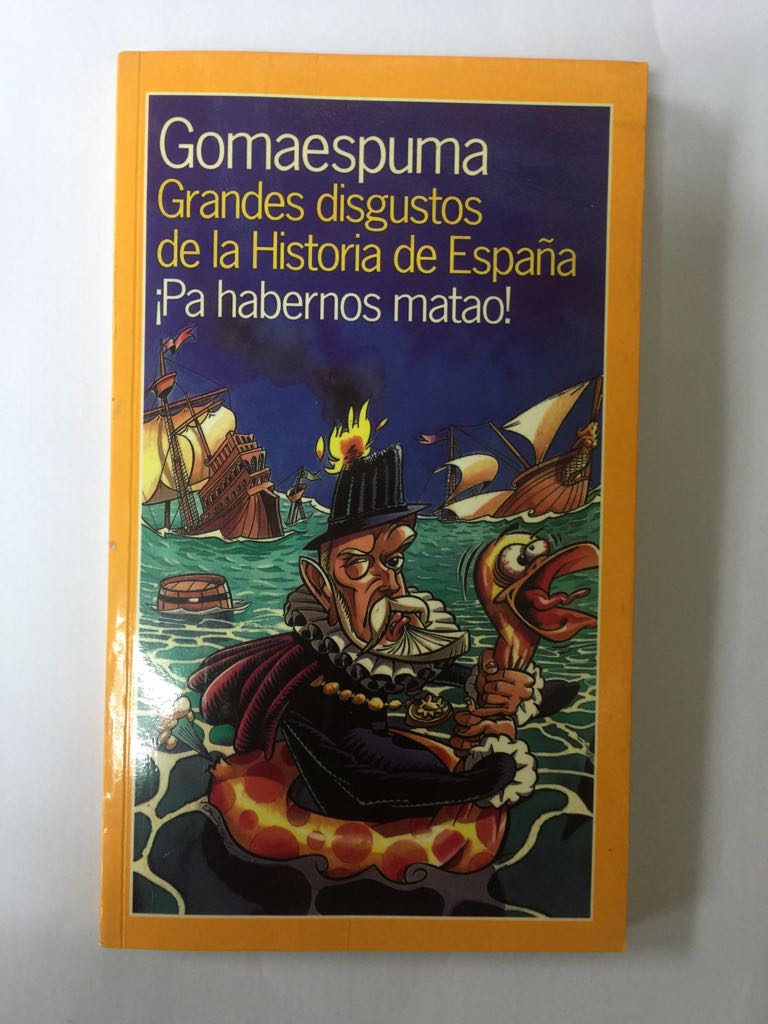 Gomaespuma
Grandes disgustos
de la Historia de España
¡Pa habernos matao!